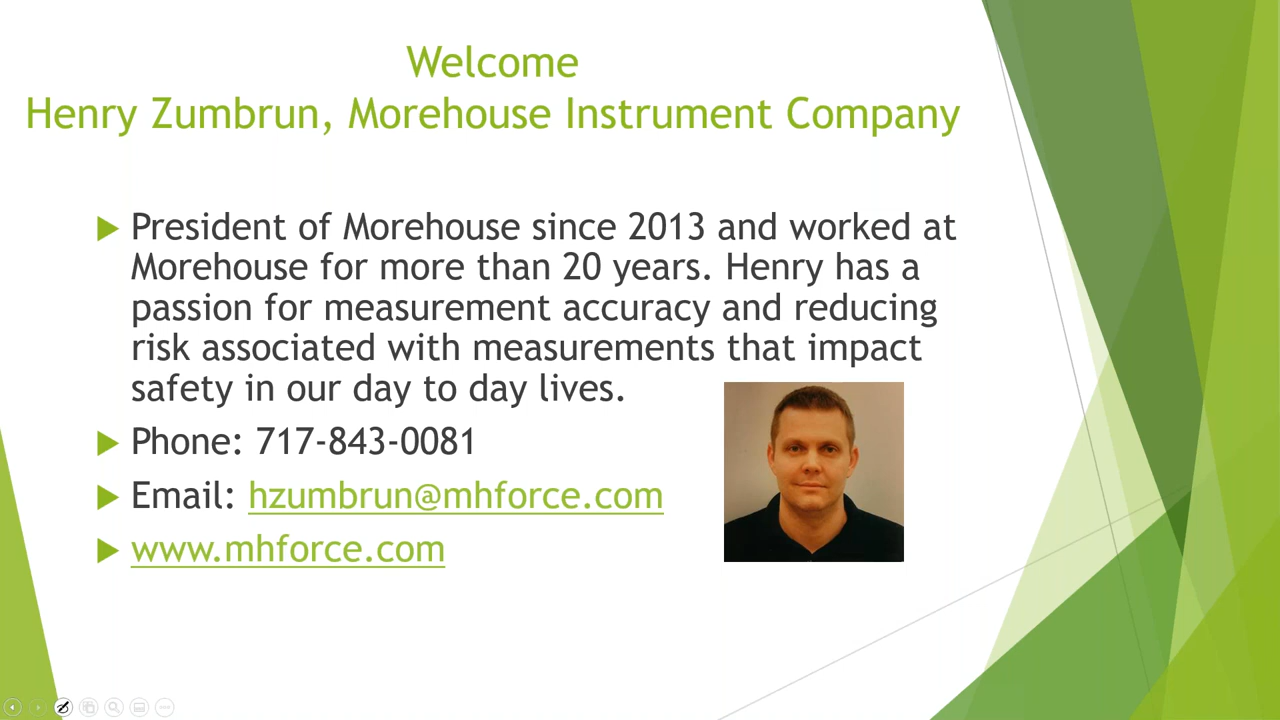 Welcome
Henry Zumbrun, Morehouse Instrument Company
President of Morehouse since 2013 and worked at
Morehouse for more than 20 years. Henry has a
passion for measurement accuracy and reducing
risk associated with measurements that impact
safety in our day to day lives.
Phone: 717-843-0081
Email: hzumbrun@mhforce.com
www.mhforce.com